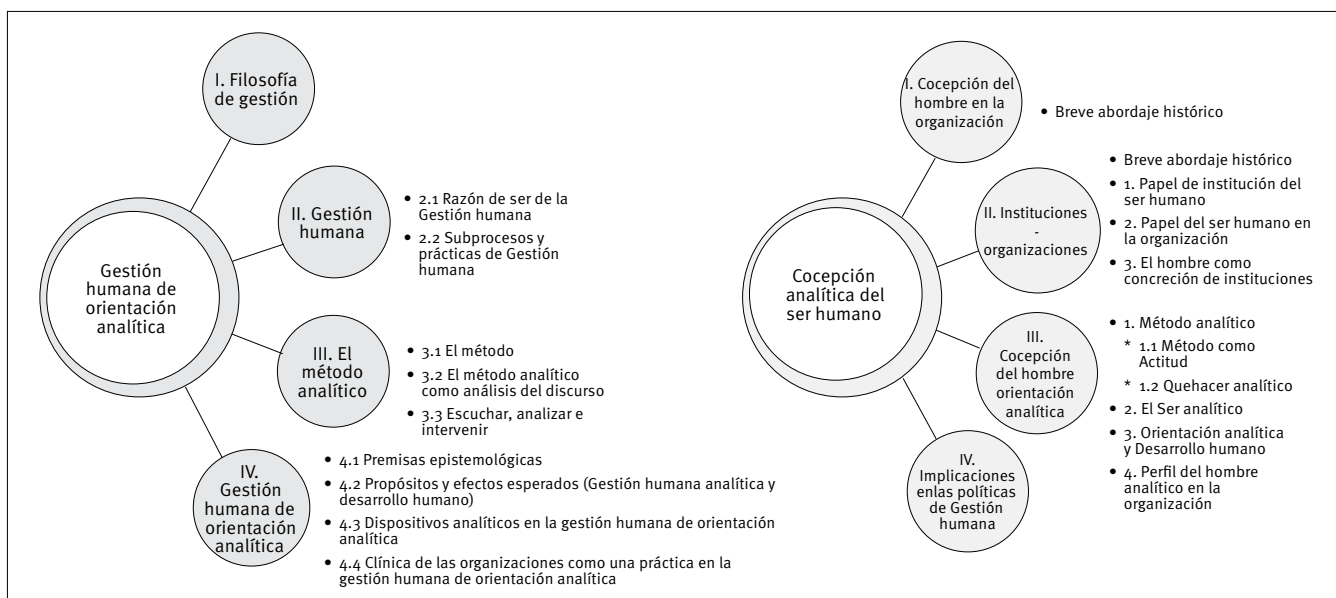 I. Filosofía
de gestión
II. Gestión
humana
• 2.1 Razón de ser de la
Gestión humana
• 2.2 Subprocesos y
prácticas de Gestión
humana
Gestión
humana de
orientación
analítica
III. El
método
analítico
• 3.1 El método
• 3.2 El método analítico
como análisis del discurso
• 3.3 Escuchar, analizar e
intervenir
IV.
Gestión
humana de
orientación
analítica
• 4.1 Premisas epistemológicas
• 4.2 Propósitos y efectos esperados (Gestión humana analítica y
desarrollo humano)
• 4.3 Dispositivos analíticos en la gestión humana de orientación
analítica
• 4.4 Clínica de las organizaciones como una práctica en la
gestión humana de orientación analítica
I. Cocepción del
hombre en la
organización
• Breve abordaje histórico
II. Instituciones
-
organizaciones
• Breve abordaje histórico
• 1. Papel de institución del
ser humano
• 2. Papel del ser humano en
la organización
• 3. El hombre como
concreción de instituciones
Cocepción
analítica del
ser humano
III.
Cocepción
del hombre
orientación
analítica
• 1. Método analítico
* 1.1 Método como
Actitud
* 1.2 Quehacer analítico
• 2. El Ser analítico
• 3. Orientación analítica
y Desarrollo humano
• 4. Perfil del hombre
analítico en la
organización
IV.
Implicaciones
enlas políticas
de Gestión
humana